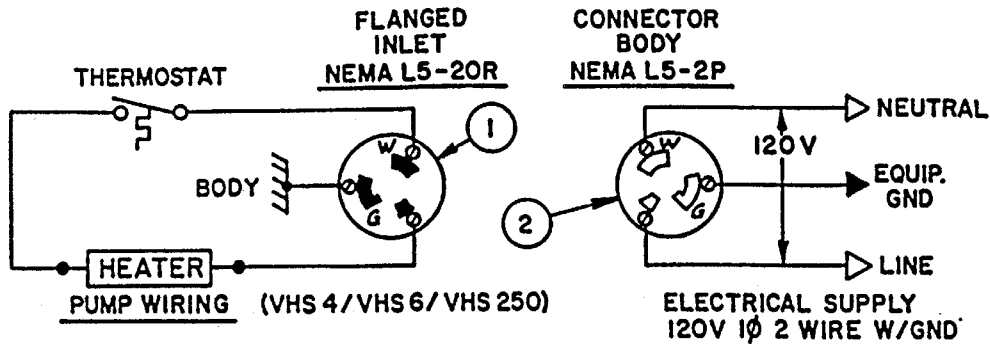 FLANGED
INLET
NEMA L5-20R
CONNECTOR
BODY
NEMA L5-2P
THERMOSTAT
1
W
G
BODY
2
W
G
NEUTRAL
120V
EQUIP.
GND
LINE
HEATER
PUMP WIRING (VHS 4/VHS 6/VHS 250)
ELECTRICAL SUPPLY
120V 1Ø 2 WIRE W/GND